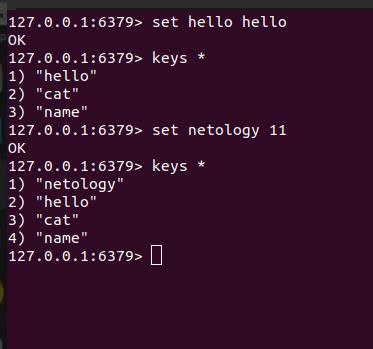 127.0.0.1:6379> set hello hello
OK
127.0.0.1:6379> keys *
1) "hello"
2) "cat"
3) "name"
127.0.0.1:6379> set netology 11
OK
127.0.0.1:6379> keys *
1) "netology"
2) "hello"
3) "cat"
4) "name"
127.0.0.1:6379>